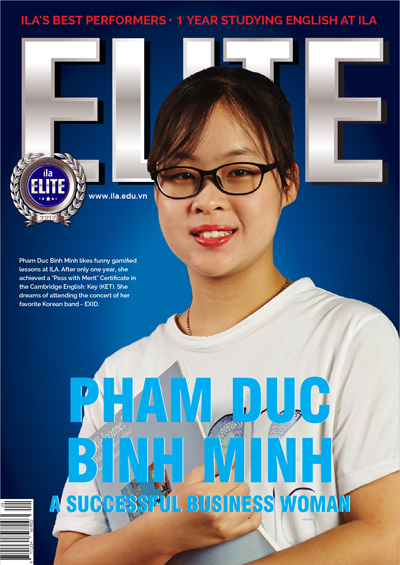 ILA'S BEST PERFORMERS • 1 YEAR STUDYING ENGLISH AT ILA
ELITE
ila
ELITE
www.ila.edu.vn
Pham Duc Binh Minh likes funny gamified
lessons at ILA. After only one year, she
achieved a "Pass with Merit" Certificate in
the Cambridge English: Key (KET). She
dreams of attending the concert of her
favorite Korean band - EXID.
PHAM DUC
BINH MINH
A SUCCESSFUL BUSINESS WOMAN